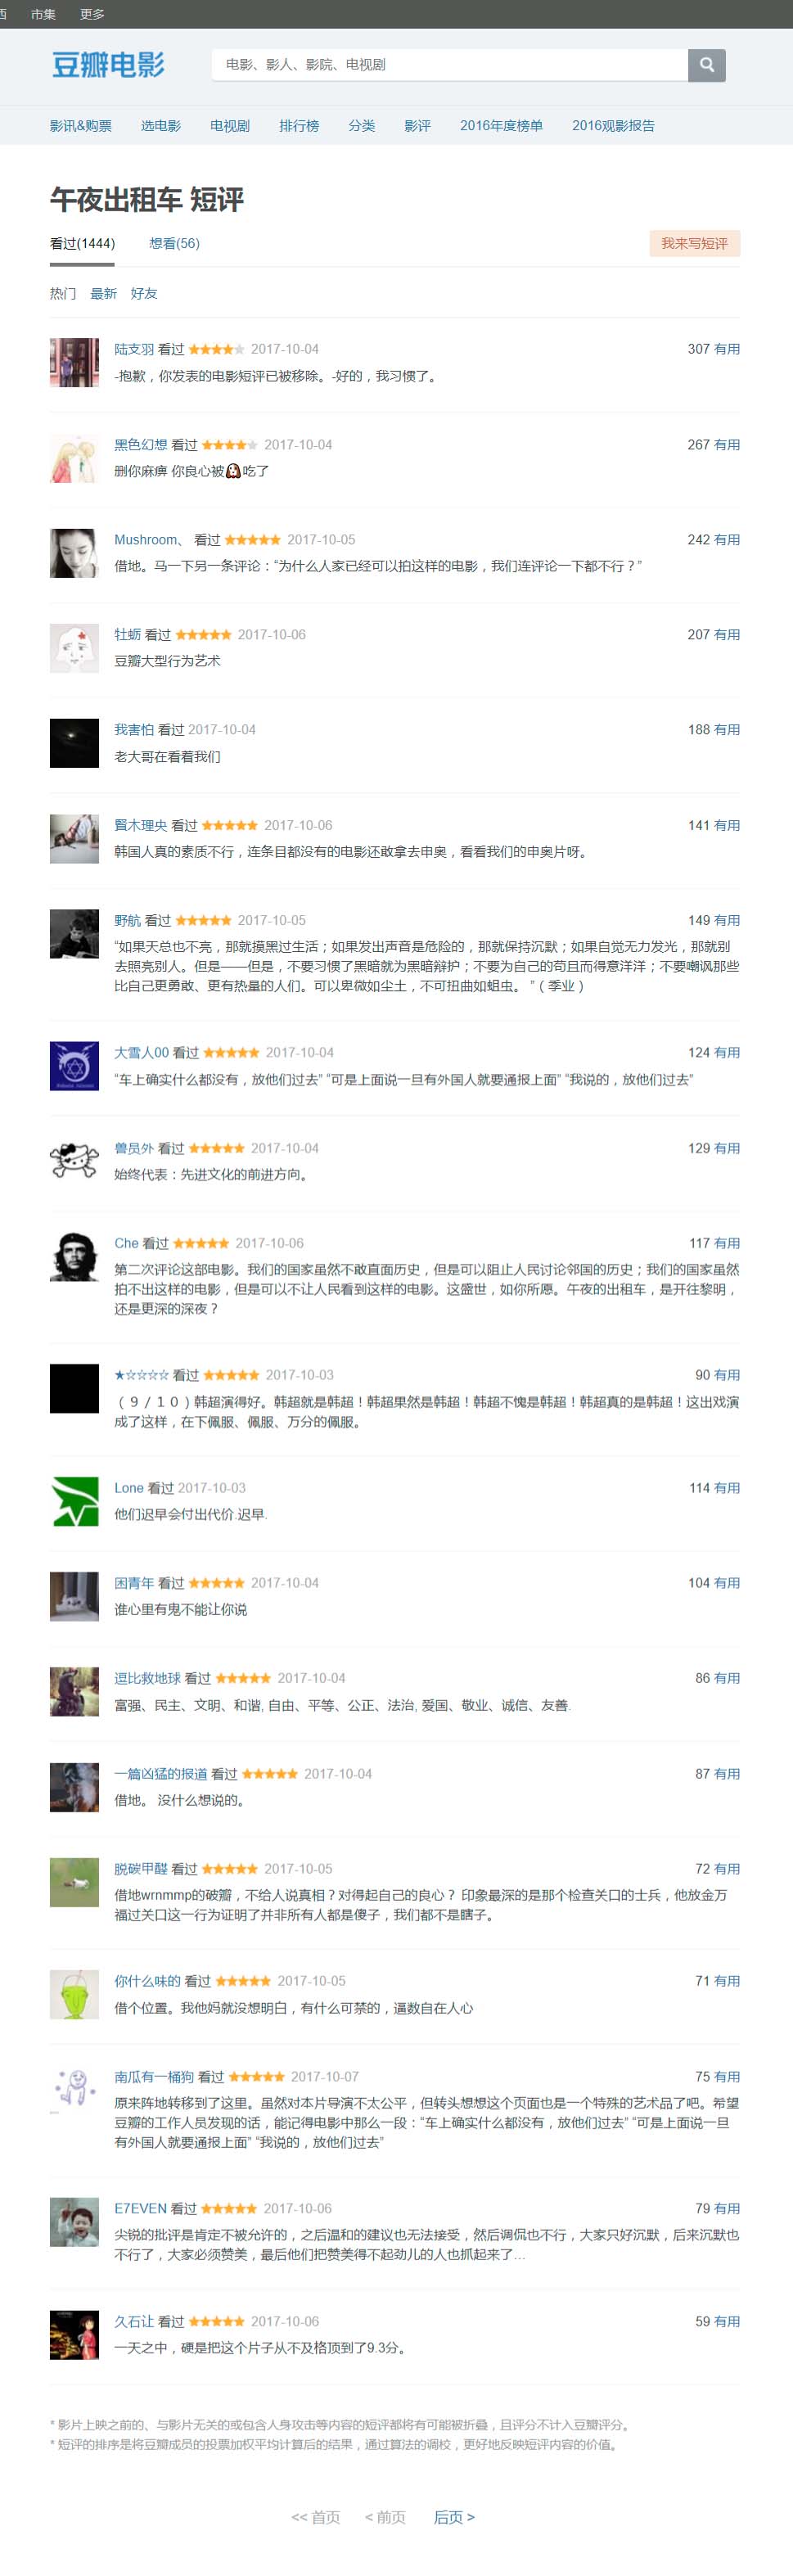 西 市集 更多
豆瓣电影
电影、影人、影院、电视剧
影讯&购票 选电影 电视剧 排行榜 分类 影评 2016年度榜单 2016观影报告
午夜出租车 短评
看过(1444) 想看(56) 我来写短评
热门 最新 好友
陆支羽 看过 2017-10-04 307 有用
-抱歉，你发表的电影短评已被移除。-好的，我习惯了。
黑色幻想 看过 2017-10-04 267 有用
删你麻痹 你良心被🐶吃了
Mushroom、 看过 2017-10-05 242 有用
借地。马一下另一条评论：“为什么人家已经可以拍这样的电影，我们连评论一下都不行？”
牡蛎 看过 2017-10-06 207 有用
豆瓣大型行为艺术
我害怕 看过 2017-10-04 188 有用
老大哥在看着我们
賢木理央 看过 2017-10-06 141 有用
韩国人真的素质不行，连条目都没有的电影还敢拿去申奥，看看我们的申奥片呀。
野航 看过 2017-10-05 149 有用
“如果天总也不亮，那就摸黑过生活；如果发出声音是危险的，那就保持沉默；如果自觉无力发光，那就别
去照亮别人。但是——但是，不要习惯了黑暗就为黑暗辩护；不要为自己的苟且而得意洋洋；不要嘲讽那些
比自己更勇敢、更有热量的人们。可以卑微如尘土，不可扭曲如蛆虫。 ”（季业）
大雪人00 看过 2017-10-04 124 有用
“车上确实什么都没有，放他们过去” “可是上面说一旦有外国人就要通报上面” “我说的，放他们过去”
兽员外 看过 2017-10-04 129 有用
始终代表：先进文化的前进方向。
Che 看过 2017-10-06 117 有用
第二次评论这部电影。我们的国家虽然不敢直面历史，但是可以阻止人民讨论邻国的历史；我们的国家虽然
拍不出这样的电影，但是可以不让人民看到这样的电影。这盛世，如你所愿。午夜的出租车，是开往黎明，
还是更深的深夜？
★☆☆☆☆ 看过 2017-10-03 90 有用
（９／１０）韩超演得好。韩超就是韩超！韩超果然是韩超！韩超不愧是韩超！韩超真的是韩超！这出戏演
成了这样，在下佩服、佩服、万分的佩服。
Lone 看过 2017-10-03 114 有用
他们迟早会付出代价.迟早.
困青年 看过 2017-10-04 104 有用
谁心里有鬼不能让你说
逗比救地球 看过 2017-10-04 86 有用
富强、民主、文明、和谐, 自由、平等、公正、法治, 爱国、敬业、诚信、友善.
一篇凶猛的报道 看过 2017-10-04 87 有用
借地。 没什么想说的。
脱碳甲醛 看过 2017-10-05 72 有用
借地wrnmmp的破瓣，不给人说真相？对得起自己的良心？ 印象最深的是那个检查关口的士兵，他放金万
福过关口这一行为证明了并非所有人都是傻子，我们都不是瞎子。
你什么味的 看过 2017-10-05 71 有用
借个位置。我他妈就没想明白，有什么可禁的，逼数自在人心
南瓜有一桶狗 看过 2017-10-07 75 有用
原来阵地转移到了这里。虽然对本片导演不太公平，但转头想想这个页面也是一个特殊的艺术品了吧。希望
豆瓣的工作人员发现的话，能记得电影中那么一段：“车上确实什么都没有，放他们过去” “可是上面说一旦
有外国人就要通报上面” “我说的，放他们过去”
E7EVEN 看过 2017-10-06 79 有用
尖锐的批评是肯定不被允许的，之后温和的建议也无法接受，然后调侃也不行，大家只好沉默，后来沉默也
不行了，大家必须赞美，最后他们把赞美得不起劲儿的人也抓起来了…
久石让 看过 2017-10-06 59 有用
一天之中，硬是把这个片子从不及格顶到了9.3分。
* 影片上映之前的、与影片无关的或包含人身攻击等内容的短评都将有可能被折叠，且评分不计入豆瓣评分。
* 短评的排序是将豆瓣成员的投票加权平均计算后的结果，通过算法的调校，更好地反映短评内容的价值。
<< 首页 < 前页 后页 >